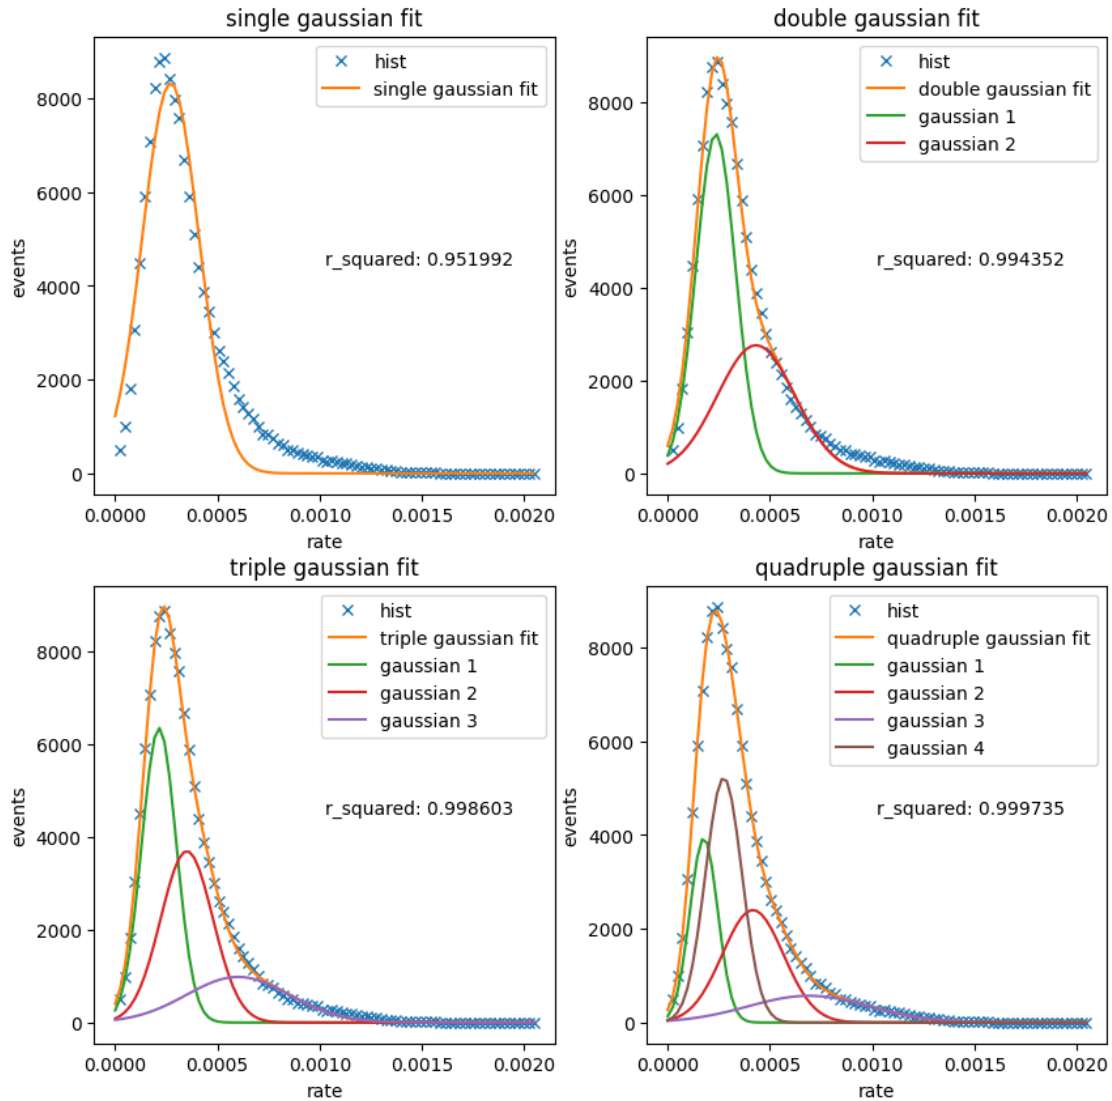 single gaussian fit
hist
single gaussian fit
r_squared: 0.951992
events
8000
6000
4000
2000
0
0.0000 0.0005 0.0010 0.0015 0.0020
rate
double gaussian fit
hist
double gaussian fit
gaussian 1
gaussian 2
r_squared: 0.994352
events
8000
6000
4000
2000
0
0.0000 0.0005 0.0010 0.0015 0.0020
rate
triple gaussian fit
hist
triple gaussian fit
gaussian 1
gaussian 2
gaussian 3
r_squared: 0.998603
events
8000
6000
4000
2000
0
0.0000 0.0005 0.0010 0.0015 0.0020
rate
quadruple gaussian fit
hist
quadruple gaussian fit
gaussian 1
gaussian 2
gaussian 3
gaussian 4
r_squared: 0.999735
events
8000
6000
4000
2000
0
0.0000 0.0005 0.0010 0.0015 0.0020
rate